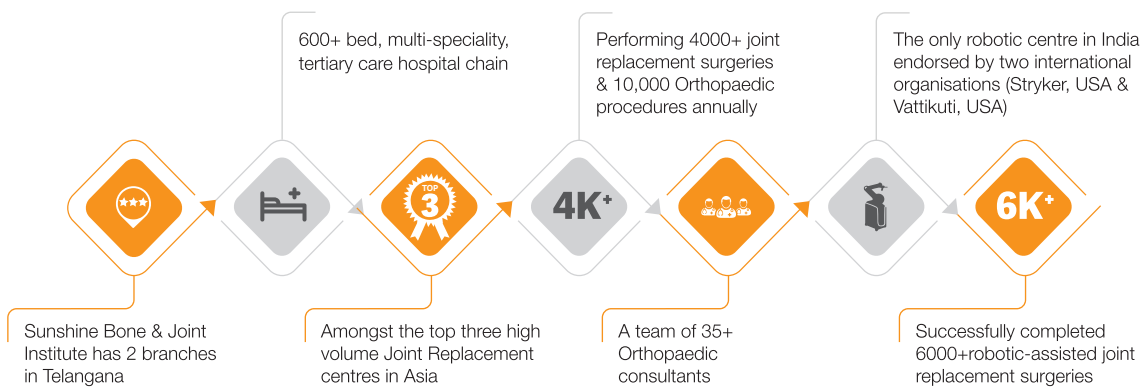 600+ bed, multi-speciality,
tertiary care hospital chain
Performing 4000+ joint
replacement surgeries
& 10,000 Orthopaedic
procedures annually
The only robotic centre in India
endorsed by two international
organisations (Stryker, USA &
Vattikuti, USA)
TOP
3
4K+
6K+
Sunshine Bone & Joint
Institute has 2 branches
in Telangana
Amongst the top three high
volume Joint Replacement
centres in Asia
A team of 35+
Orthopaedic
consultants
Successfully completed
6000+robotic-assisted joint
replacement surgeries